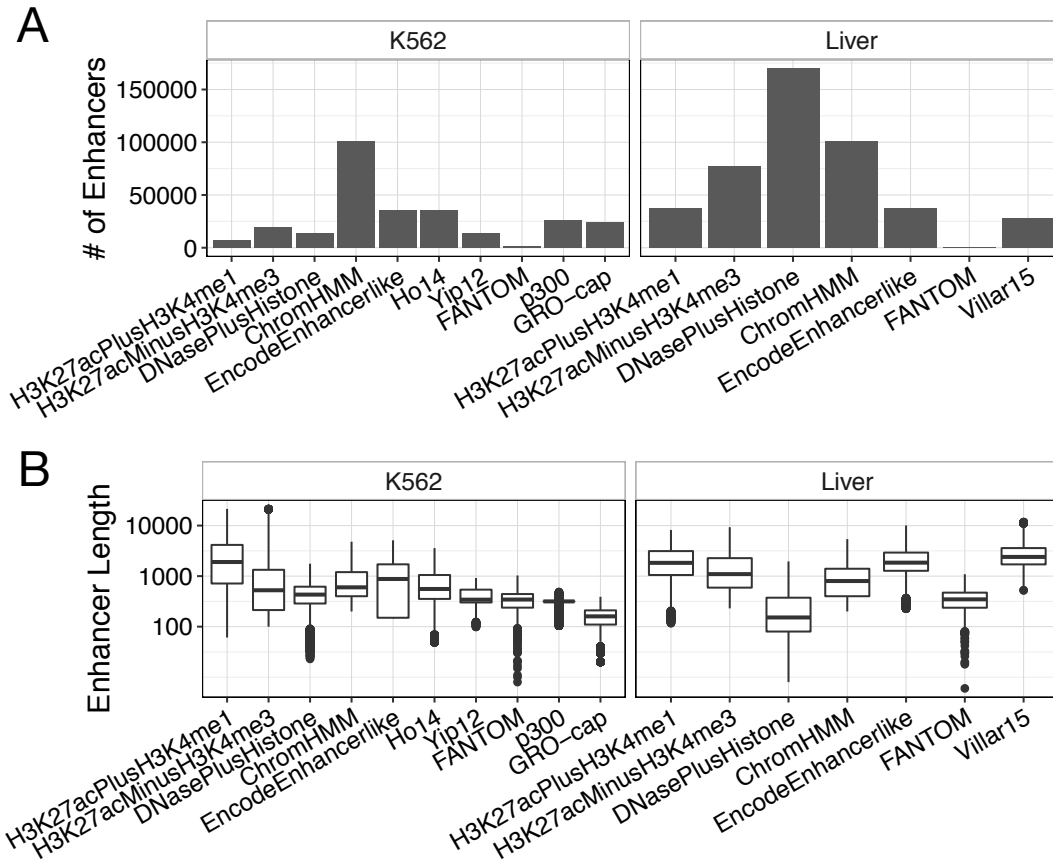 A
K562
Liver
# of Enhancers
150000
100000
50000
0
H3K27acPlusH3K4me1
H3K27acMinusH3K4me3
DNasePlusHistone
ChromHMM
EncodeEnhancerlike
Ho14
Yip12
FANTOM
p300
GRO-cap
H3K27acPlusH3K4me1
H3K27acMinusH3K4me3
DNasePlusHistone
ChromHMM
EncodeEnhancerlike
FANTOM
Villar15
B
K562
Liver
Enhancer Length
10000
1000
100
H3K27acPlusH3K4me1
H3K27acMinusH3K4me3
DNasePlusHistone
ChromHMM
EncodeEnhancerlike
Ho14
Yip12
FANTOM
p300
GRO-cap
H3K27acPlusH3K4me1
H3K27acMinusH3K4me3
DNasePlusHistone
ChromHMM
EncodeEnhancerlike
FANTOM
Villar15